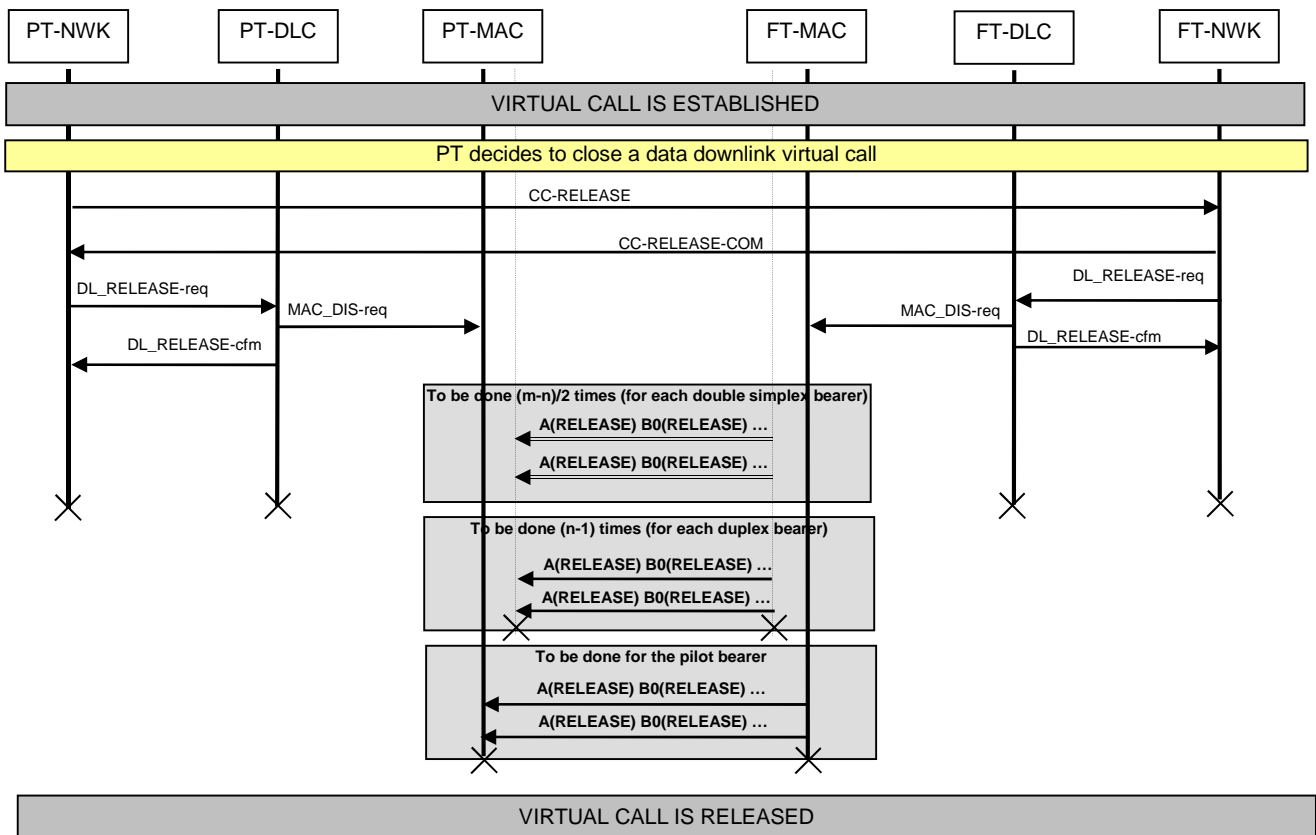 PT-NWK PT-DLC PT-MAC FT-MAC FT-DLC FT-NWK
VIRTUAL CALL IS ESTABLISHED
PT decides to close a data downlink virtual call
CC-RELEASE
CC-RELEASE-COM
DL_RELEASE-req DL_RELEASE-req
MAC_DIS-req MAC_DIS-req
DL_RELEASE-cfm DL_RELEASE-cfm
To be done (m-n)/2 times (for each double simplex bearer)
A(RELEASE) B0(RELEASE) …
A(RELEASE) B0(RELEASE) …
To be done (n-1) times (for each duplex bearer)
A(RELEASE) B0(RELEASE) …
A(RELEASE) B0(RELEASE) …
To be done for the pilot bearer
A(RELEASE) B0(RELEASE) …
A(RELEASE) B0(RELEASE) …
VIRTUAL CALL IS RELEASED